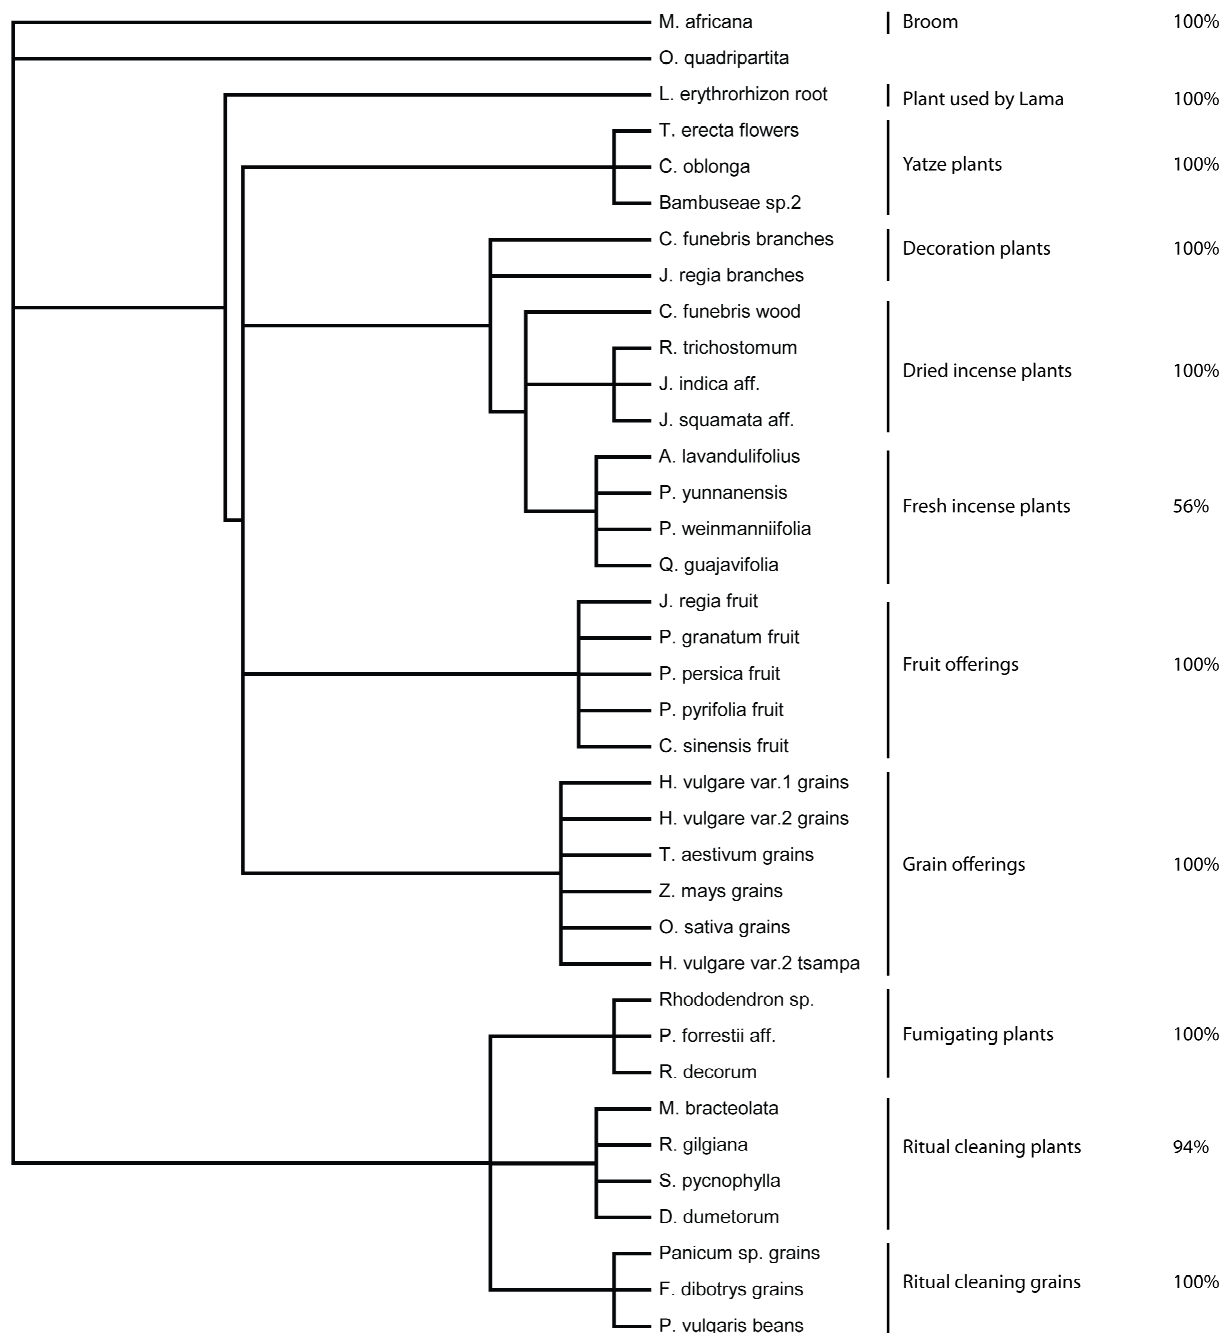 M. africana Broom 100%
O. quadripartita
L. erythrorhizon root Plant used by Lama 100%
T. erecta flowers
C. oblonga Yatze plants 100%
Bambuseae sp.2
C. funebris branches Decoration plants 100%
J. regia branches
C. funebris wood
R. trichostomum
J. indica aff. Dried incense plants 100%
J. squamata aff.
A. lavandulifolius
P. yunnanensis Fresh incense plants 56%
P. weinmanniifolia
Q. guajavifolia
J. regia fruit
P. granatum fruit
P. persica fruit Fruit offerings 100%
P. pyrifolia fruit
C. sinensis fruit
H. vulgare var.1 grains
H. vulgare var.2 grains
T. aestivum grains Grain offerings 100%
Z. mays grains
O. sativa grains
H. vulgare var.2 tsampa
Rhododendron sp.
P. forrestii aff. Fumigating plants 100%
R. decorum
M. bracteolata
R. gilgiana Ritual cleaning plants 94%
S. pycnophylla
D. dumetorum
Panicum sp. grains
F. dibotrys grains Ritual cleaning grains 100%
P. vulgaris beans